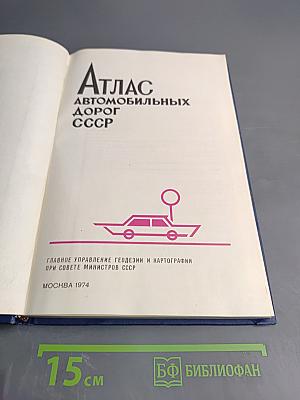 Атлас
автомобильных
дорог
СССР
Главное управление геодезии и картографии
при Совете Министров СССР
Москва 1974
15 см
БФ БИБЛИОФАН